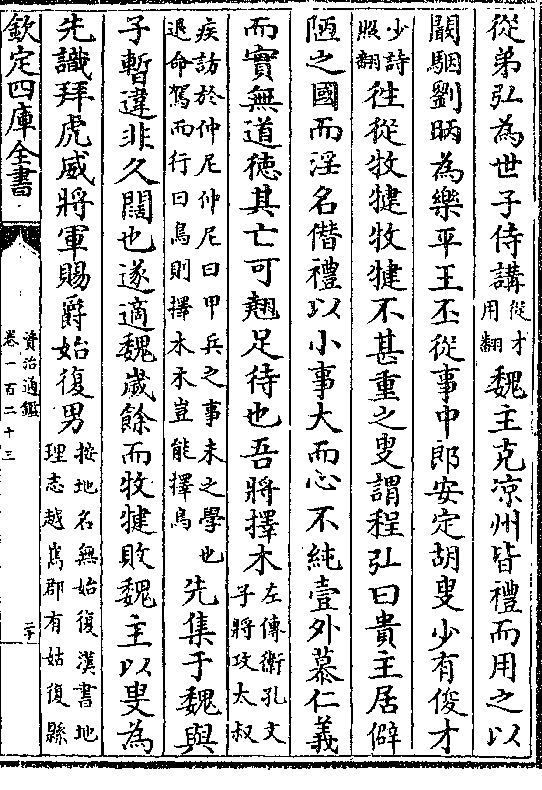 從弟弘為世子侍講從才用翻魏主克凉州皆禮而用之以
闞駰劉昞為樂平王丕從事中郎安定胡叟少有俊才
少詩照翻往從牧犍牧犍不甚重之叟謂程弘曰貴主居僻
陋之國而淫名僭禮以小事大而心不純壹外慕仁義
而實無道徳其亡可翹足待也吾將擇木左傳衛孔文子將攻太叔
疾訪於仲尼仲尼曰甲兵之事未之學也退命駕而行曰鳥則擇木木豈能擇鳥先集于魏與
子暫違非久闊也遂適魏歲餘而牧犍敗魏主以叟為
先識拜虎威將軍賜爵始復男按地名無始復漢書地理志越嶲郡有姑復縣
欽定四庫全書
資治通鑑
卷一百二十三
二十